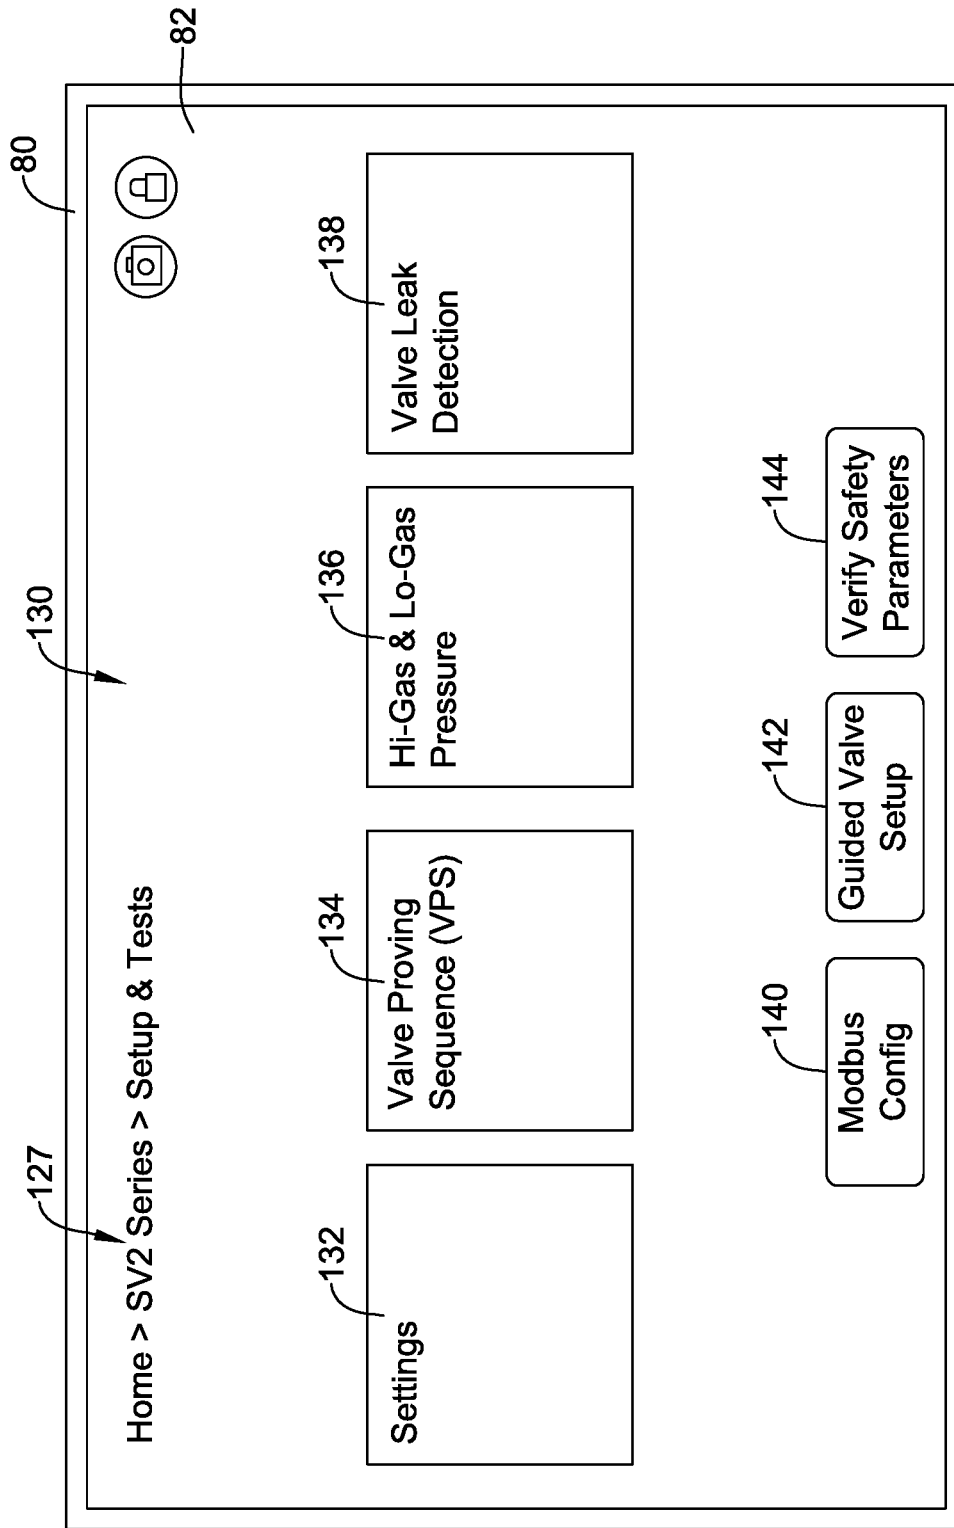 80
82
127
130
Home > SV2 Series > Setup & Tests
132
134
136
138
Settings
Valve Proving
Sequence (VPS)
Hi-Gas & Lo-Gas
Pressure
Valve Leak
Detection
140
142
144
Modbus
Config
Guided Valve
Setup
Verify Safety
Parameters